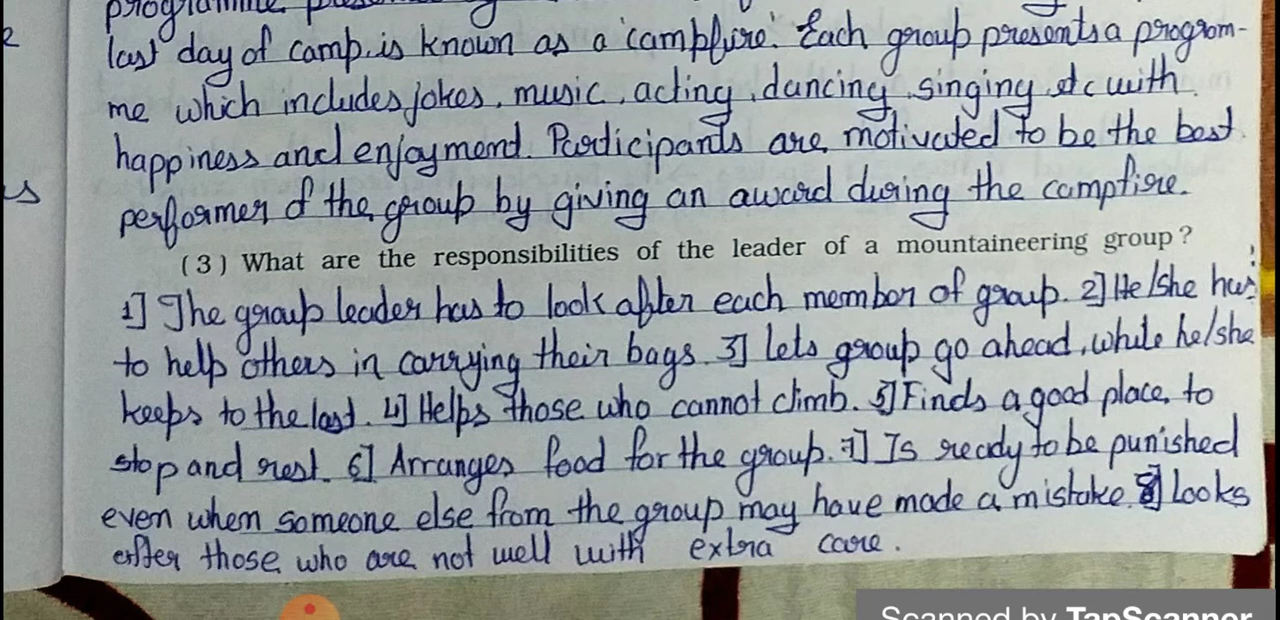 programme
last day of camp is known as a 'campfire'. Each group presents a program-
me which includes jokes, music, acting, dancing, singing etc with
happiness and enjoyment. Participants are motivated to be the best
performer of the group by giving an award during the campfire.
(3) What are the responsibilities of the leader of a mountaineering group?
1] The group leader has to look after each member of group. 2] He/she has
to help others in carrying their bags. 3] Lets group go ahead, while he/she
keeps to the last. 4] Helps those who cannot climb. 5] Finds a good place to
stop and rest. 6] Arranges food for the group. 7] Is ready to be punished
even when someone else from the group may have made a mistake. 8] Looks
after those who are not well with extra care.
Scanned by TapScanner